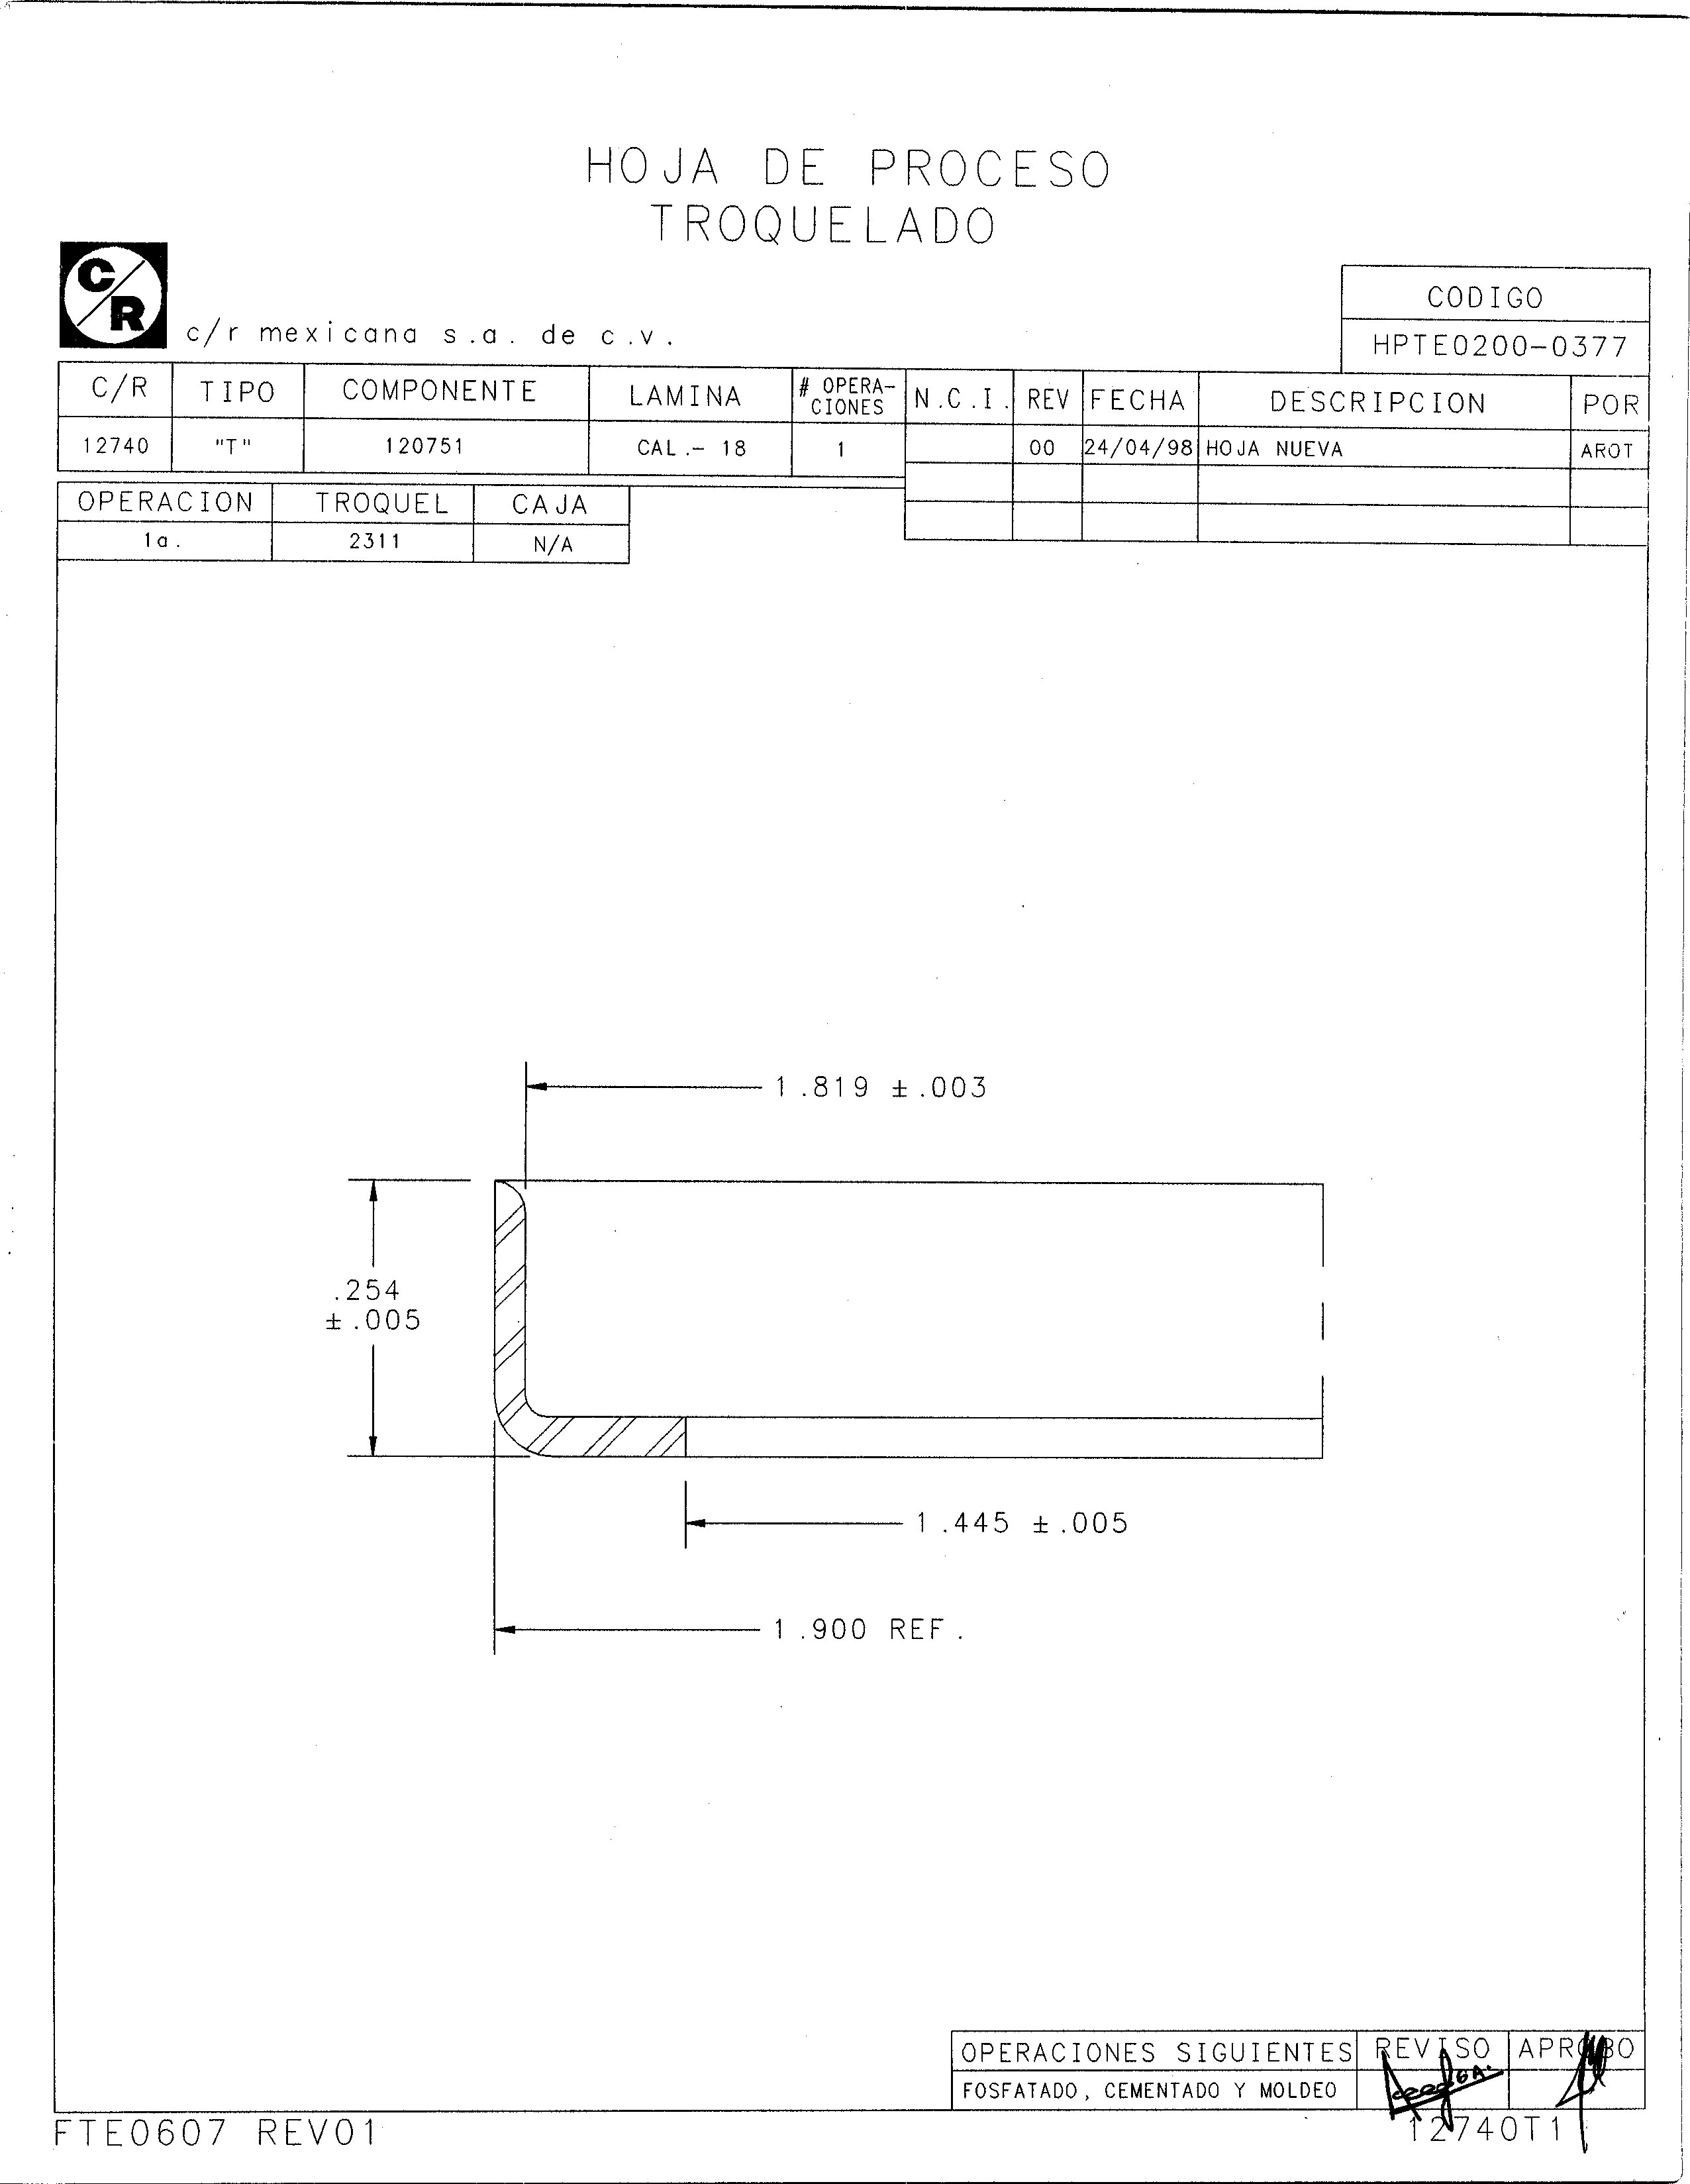 HOJA DE PROCESO
TROQUELADO
C/R
c/r mexicana s.a. de c.v.
CODIGO
HPTE0200-0377
C/R TIPO COMPONENTE LAMINA # OPERA-CIONES N.C.I. REV FECHA DESCRIPCION POR
12740 "T" 120751 CAL.- 18 1 00 24/04/98 HOJA NUEVA AROT
OPERACION TROQUEL CAJA
1a. 2311 N/A
1.819 ±.003
.254
±.005
1.445 ±.005
1.900 REF.
OPERACIONES SIGUIENTES REVISO APROBO
FOSFATADO, CEMENTADO Y MOLDEO
FTE0607 REV01
12740T1